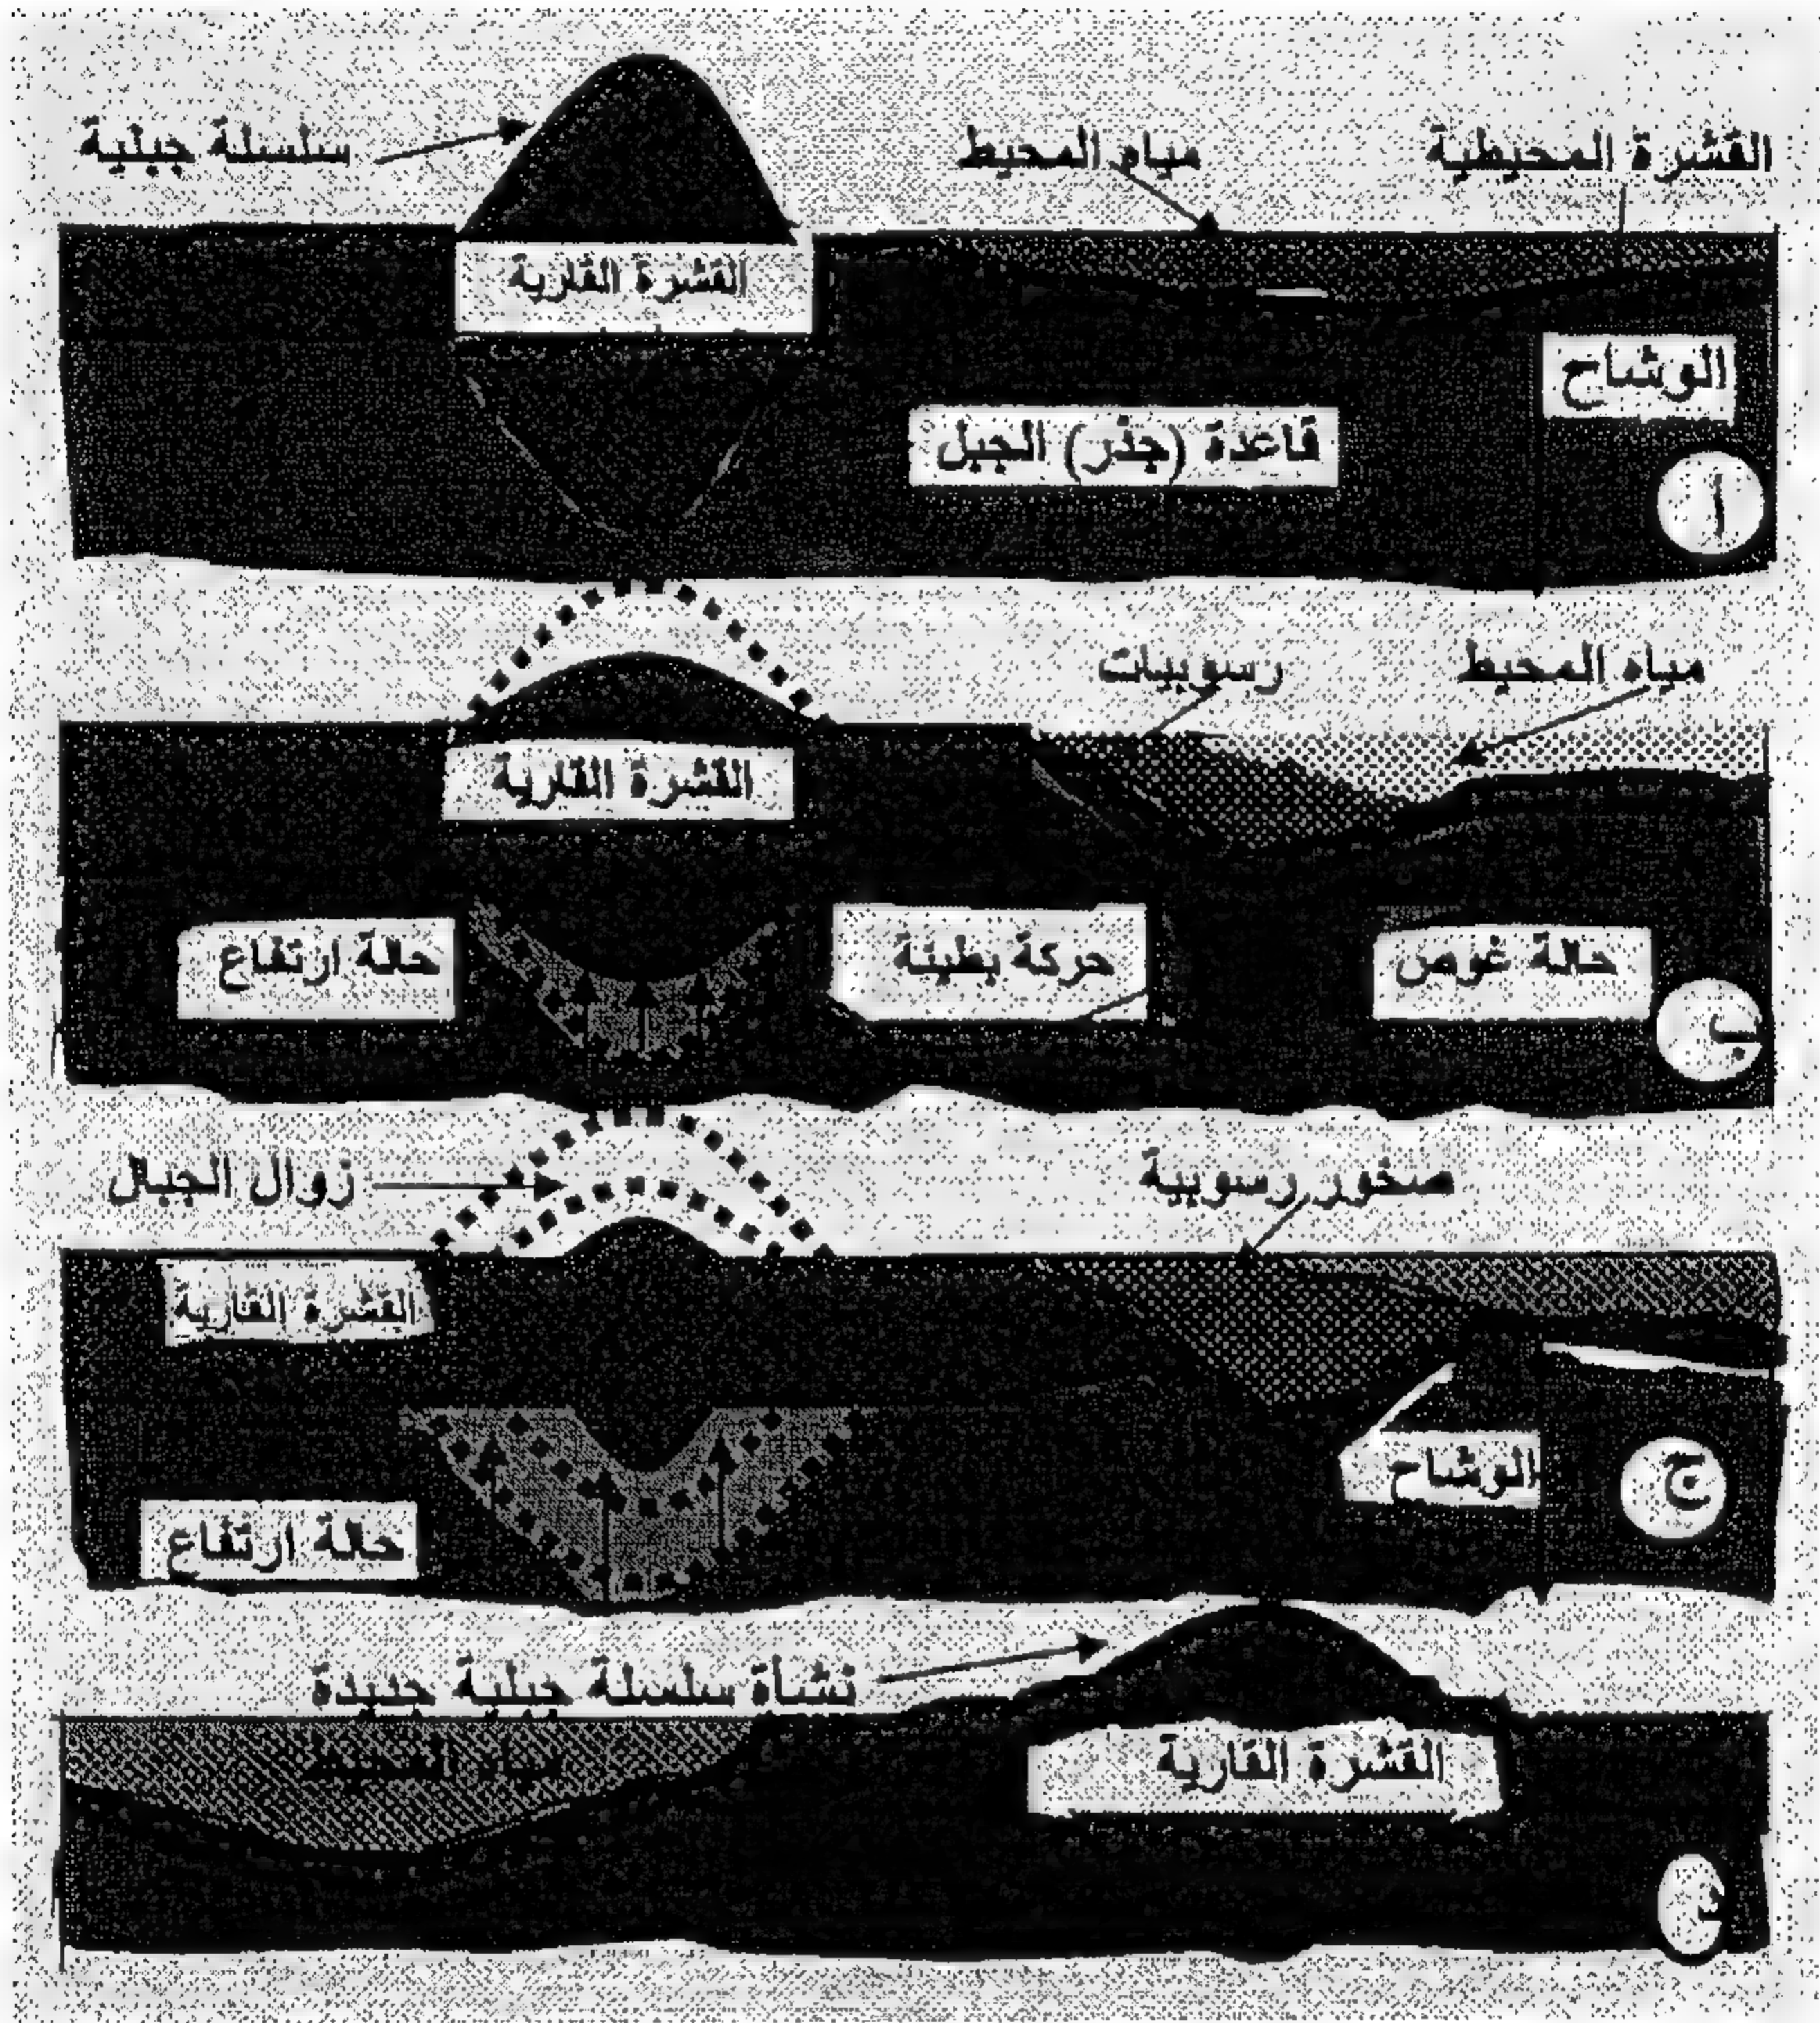 القشرة المحيطية
مياه المحيط
سلسلة جبلية
القشرة القارية
الوشاح
قاعدة (جذر) الجبل
أ
مياه المحيط
رسوبيات
القشرة القارية
حالة غوص
حركة بطيئة
حالة ارتفاع
ب
صخور رسوبية
زوال الجبال
القشرة القارية
الوشاح
ج
حالة ارتفاع
نشأة سلسلة جبلية جديدة
القشرة القارية
د